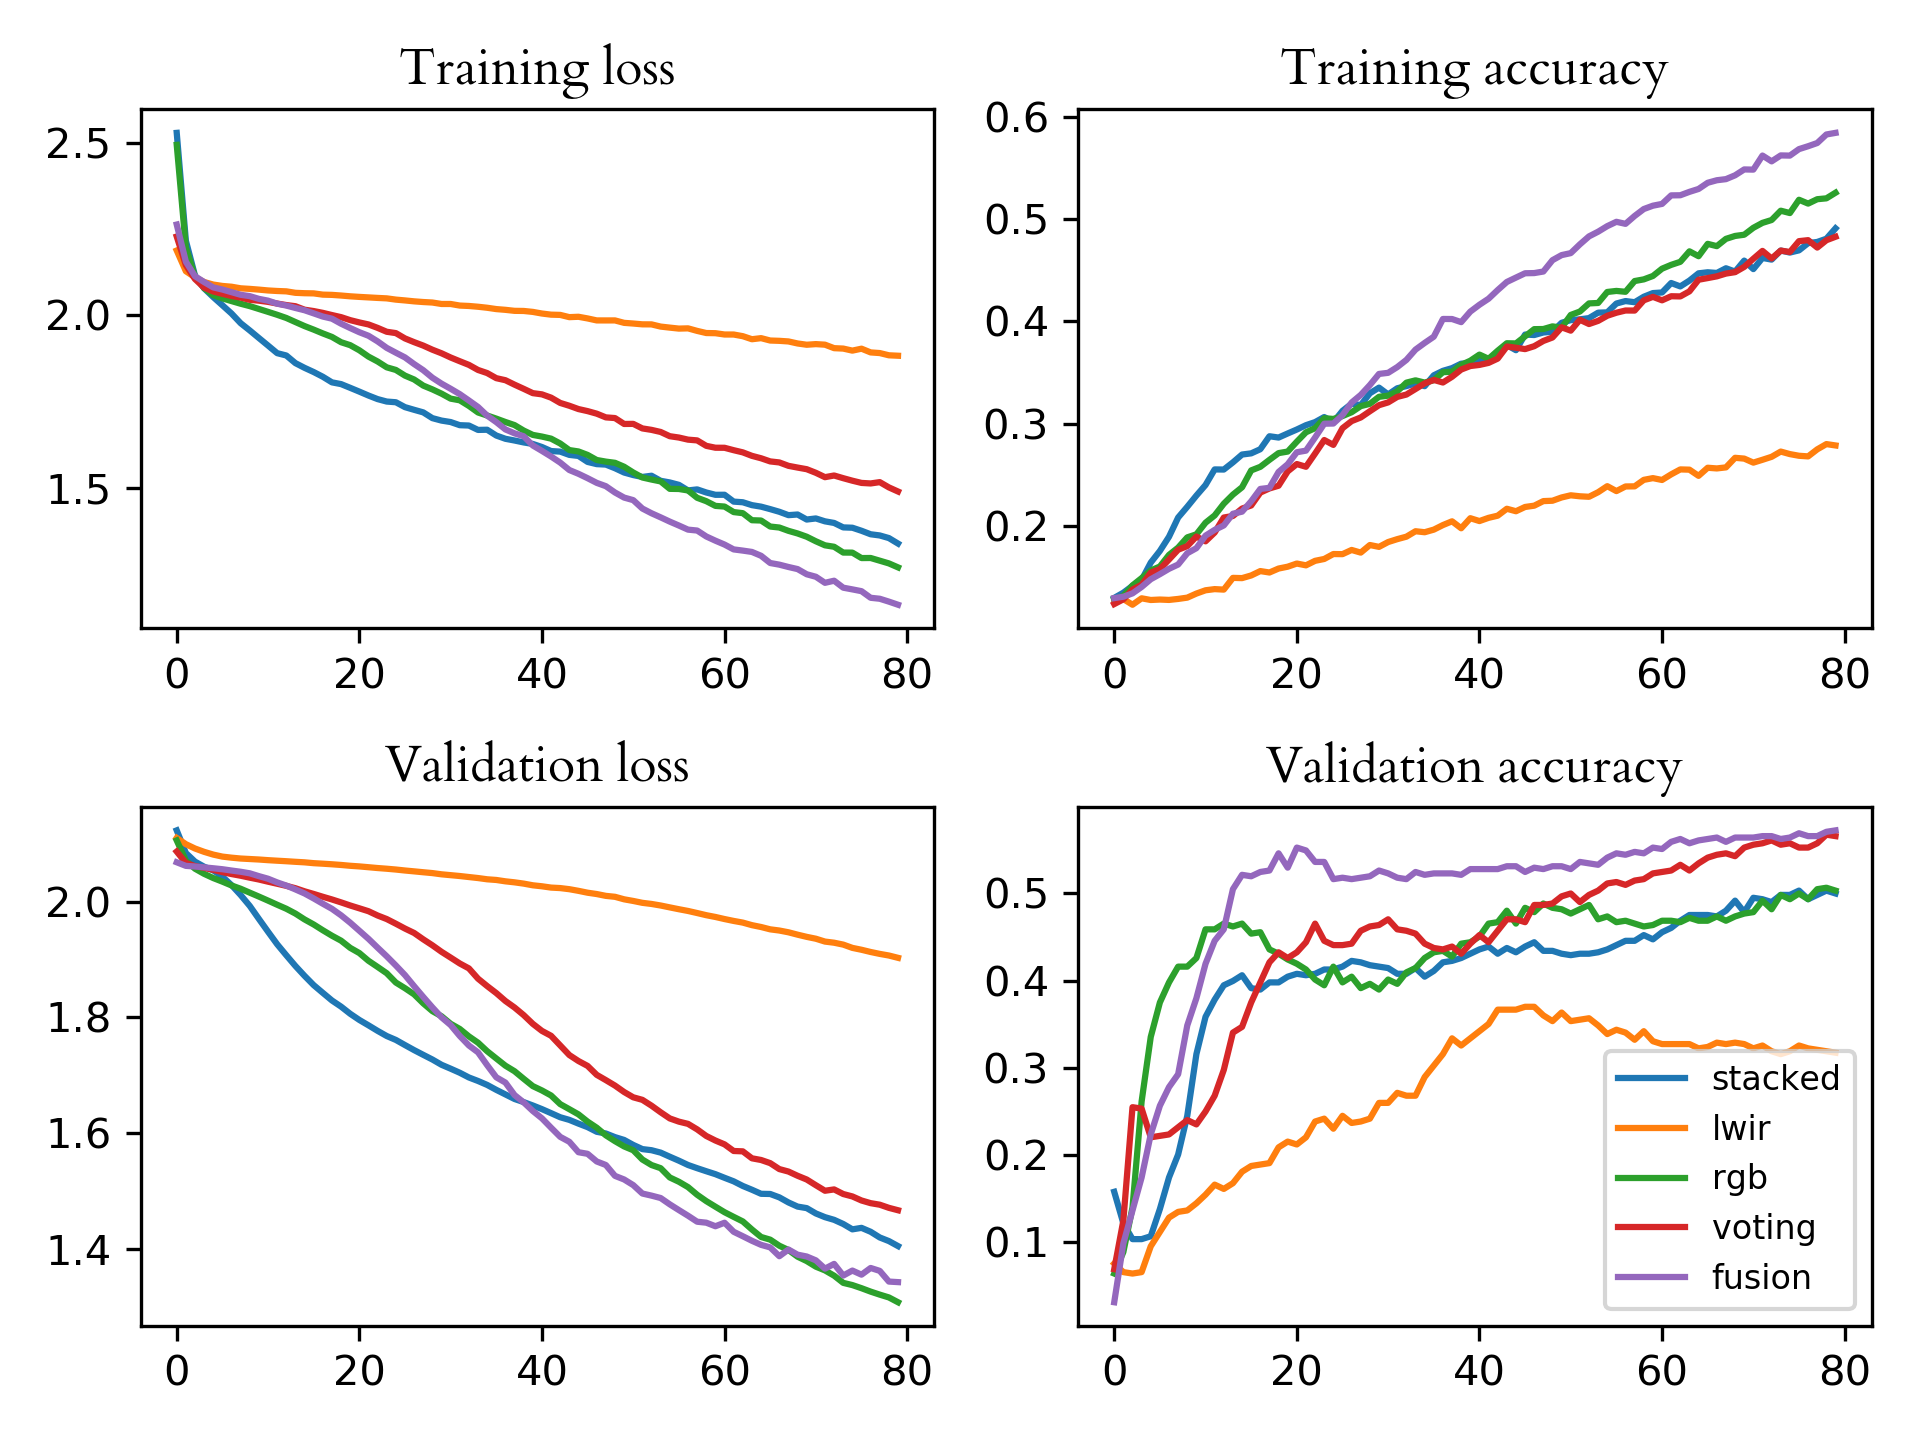 Training loss
2.5
2.0
1.5
0 20 40 60 80
Training accuracy
0.6
0.5
0.4
0.3
0.2
0 20 40 60 80
Validation loss
2.0
1.8
1.6
1.4
0 20 40 60 80
Validation accuracy
0.5
0.4
0.3
0.2
0.1
0 20 40 60 80
stacked
lwir
rgb
voting
fusion